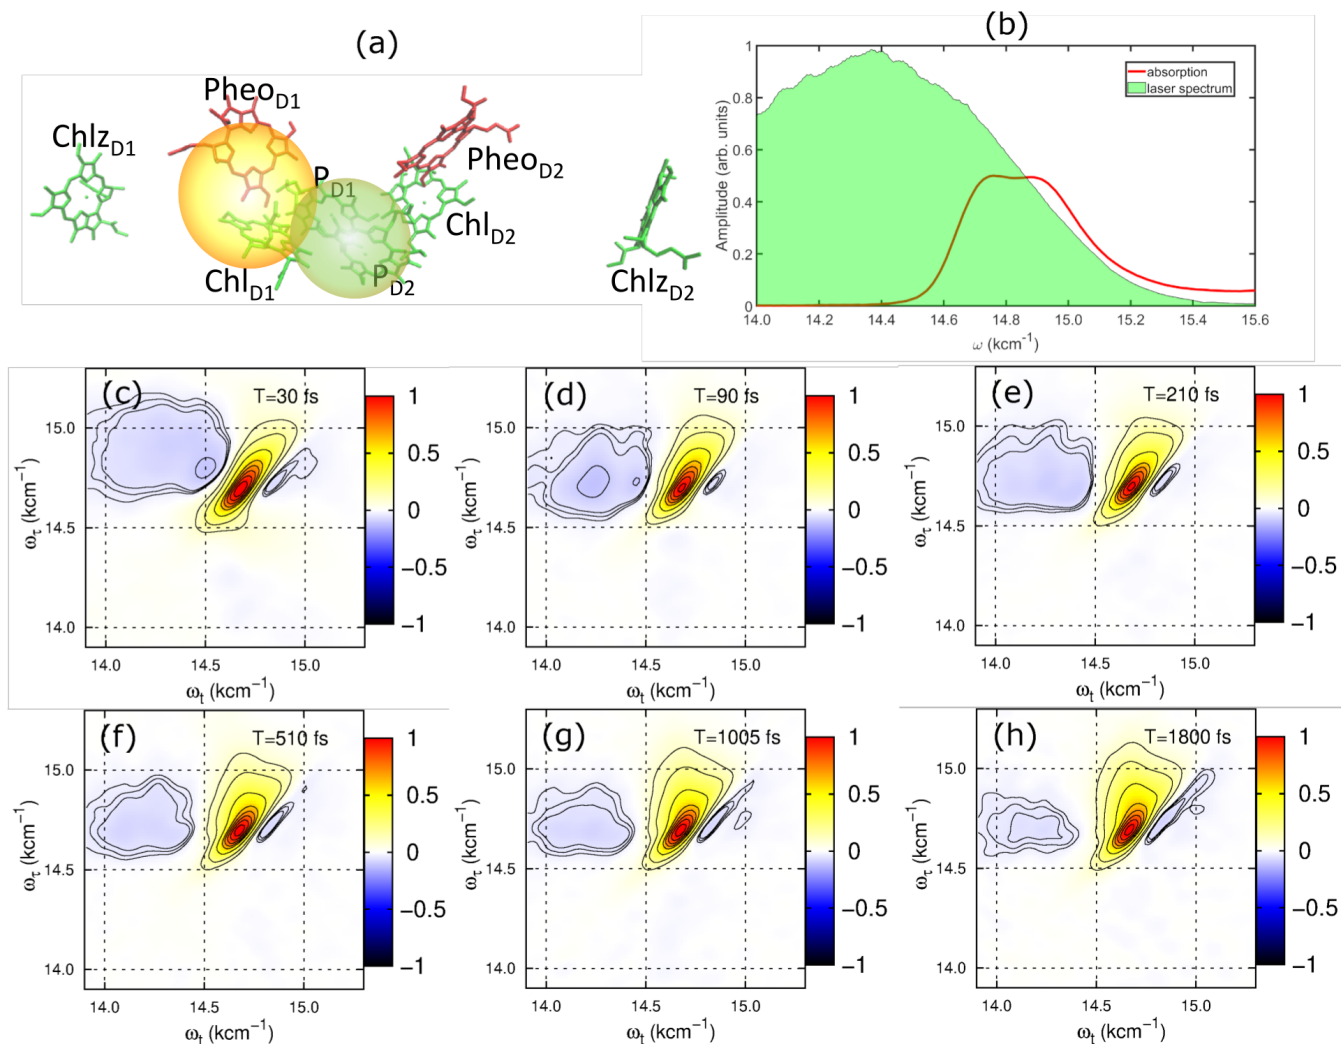 (a)
Pheo_D1
Chlz_D1
P_D1
Pheo_D2
Chl_D2
Chl_D1
P_D2
Chlz_D2
(b)
absorption
laser spectrum
Amplitude (arb. units)
1
0.8
0.6
0.4
0.2
0
14.0 14.2 14.4 14.6 14.8 15.0 15.2 15.4 15.6
ω (kcm⁻¹)
(c)
T=30 fs
15.0
14.5
14.0
ω_τ (kcm⁻¹)
14.0 14.5 15.0
ω_t (kcm⁻¹)
1
0.5
0
−0.5
−1
(d)
T=90 fs
15.0
14.5
14.0
ω_τ (kcm⁻¹)
14.0 14.5 15.0
ω_t (kcm⁻¹)
1
0.5
0
−0.5
−1
(e)
T=210 fs
15.0
14.5
14.0
ω_τ (kcm⁻¹)
14.0 14.5 15.0
ω_t (kcm⁻¹)
1
0.5
0
−0.5
−1
(f)
T=510 fs
15.0
14.5
14.0
ω_τ (kcm⁻¹)
14.0 14.5 15.0
ω_t (kcm⁻¹)
1
0.5
0
−0.5
−1
(g)
T=1005 fs
15.0
14.5
14.0
ω_τ (kcm⁻¹)
14.0 14.5 15.0
ω_t (kcm⁻¹)
1
0.5
0
−0.5
−1
(h)
T=1800 fs
15.0
14.5
14.0
ω_τ (kcm⁻¹)
14.0 14.5 15.0
ω_t (kcm⁻¹)
1
0.5
0
−0.5
−1